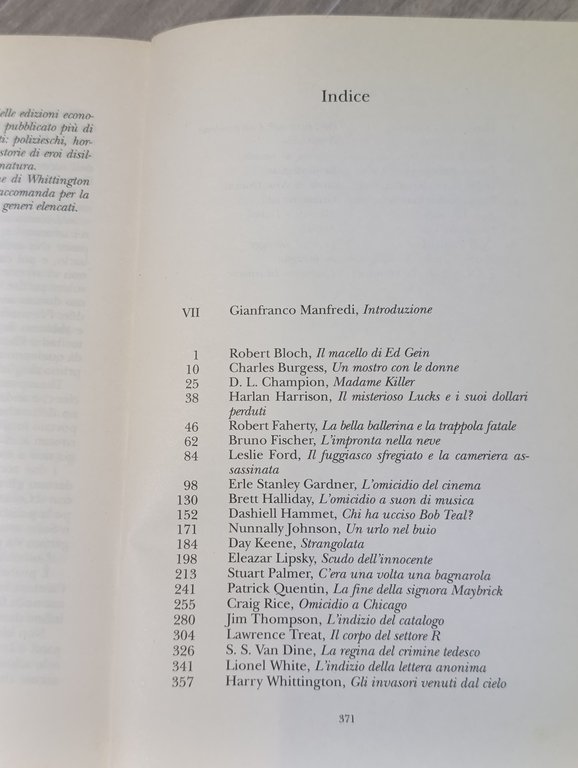 elle edizioni econo-
pubblicato più di
ti: polizieschi, hor-
storie di eroi disil-
natura.
ne di Whittington
accomanda per la
generi elencati.
Indice
VII Gianfranco Manfredi, Introduzione
1 Robert Bloch, Il macello di Ed Gein
10 Charles Burgess, Un mostro con le donne
25 D. L. Champion, Madame Killer
38 Harlan Harrison, Il misterioso Lucks e i suoi dollari
perduti
46 Robert Faherty, La bella ballerina e la trappola fatale
62 Bruno Fischer, L'impronta nella neve
84 Leslie Ford, Il fuggiasco sfregiato e la cameriera as-
sassinata
98 Erle Stanley Gardner, L'omicidio del cinema
130 Brett Halliday, L'omicidio a suon di musica
152 Dashiell Hammet, Chi ha ucciso Bob Teal?
171 Nunnally Johnson, Un urlo nel buio
184 Day Keene, Strangolata
198 Eleazar Lipsky, Scudo dell'innocente
213 Stuart Palmer, C'era una volta una bagnarola
241 Patrick Quentin, La fine della signora Maybrick
255 Craig Rice, Omicidio a Chicago
280 Jim Thompson, L'indizio del catalogo
304 Lawrence Treat, Il corpo del settore R
326 S. S. Van Dine, La regina del crimine tedesco
341 Lionel White, L'indizio della lettera anonima
357 Harry Whittington, Gli invasori venuti dal cielo
371